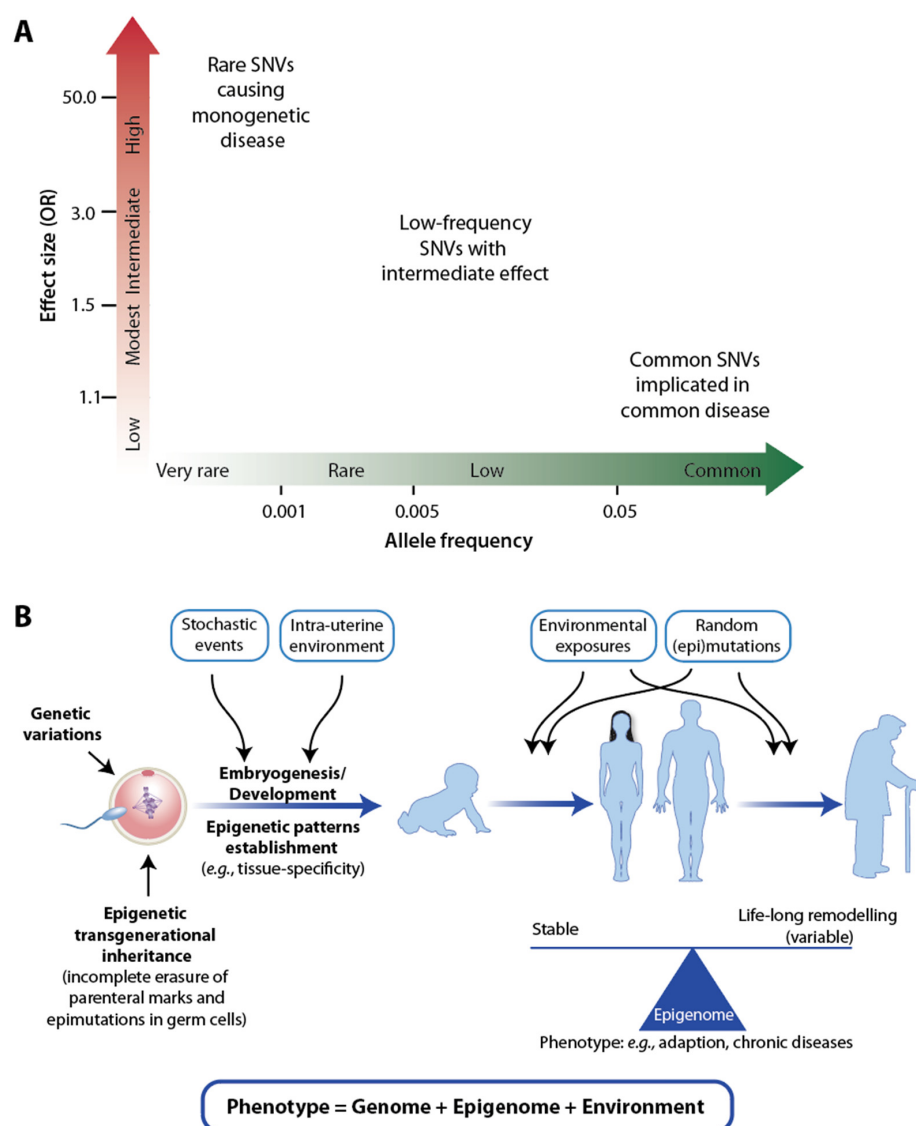 A
Rare SNVs
causing
monogenetic
disease
50.0
High
Effect size (OR)
3.0
Intermediate
Low-frequency
SNVs with
intermediate effect
1.5
Modest
Common SNVs
implicated in
common disease
1.1
Low
Very rare
Rare
Low
Common
0.001
0.005
0.05
Allele frequency
B
Stochastic
events
Intra-uterine
environment
Environmental
exposures
Random
(epi)mutations
Genetic
variations
Embryogenesis/
Development
Epigenetic patterns
establishment
(e.g., tissue-specificity)
Epigenetic
transgenerational
inheritance
(incomplete erasure of
parenteral marks and
epimutations in germ cells)
Stable
Life-long remodelling
(variable)
Epigenome
Phenotype: e.g., adaption, chronic diseases
Phenotype = Genome + Epigenome + Environment